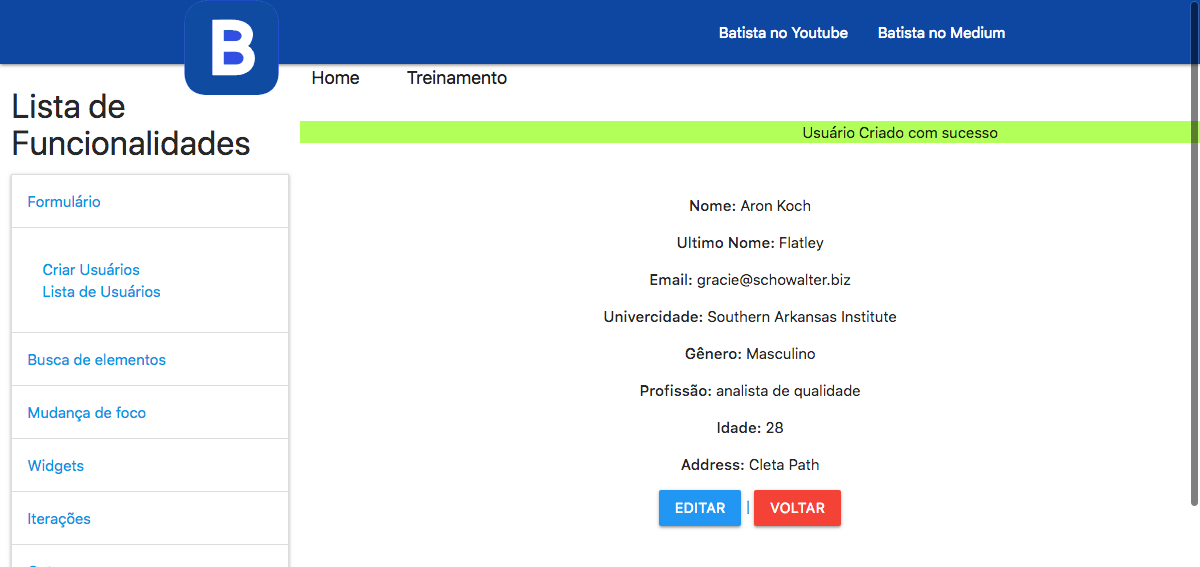 B
Batista no Youtube
Batista no Medium
Home
Treinamento
Lista de
Funcionalidades
Formulário
Criar Usuários
Lista de Usuários
Busca de elementos
Mudança de foco
Widgets
Iterações
Usuário Criado com sucesso
Nome: Aron Koch
Ultimo Nome: Flatley
Email: gracie@schowalter.biz
Univercidade: Southern Arkansas Institute
Gênero: Masculino
Profissão: analista de qualidade
Idade: 28
Address: Cleta Path
EDITAR | VOLTAR